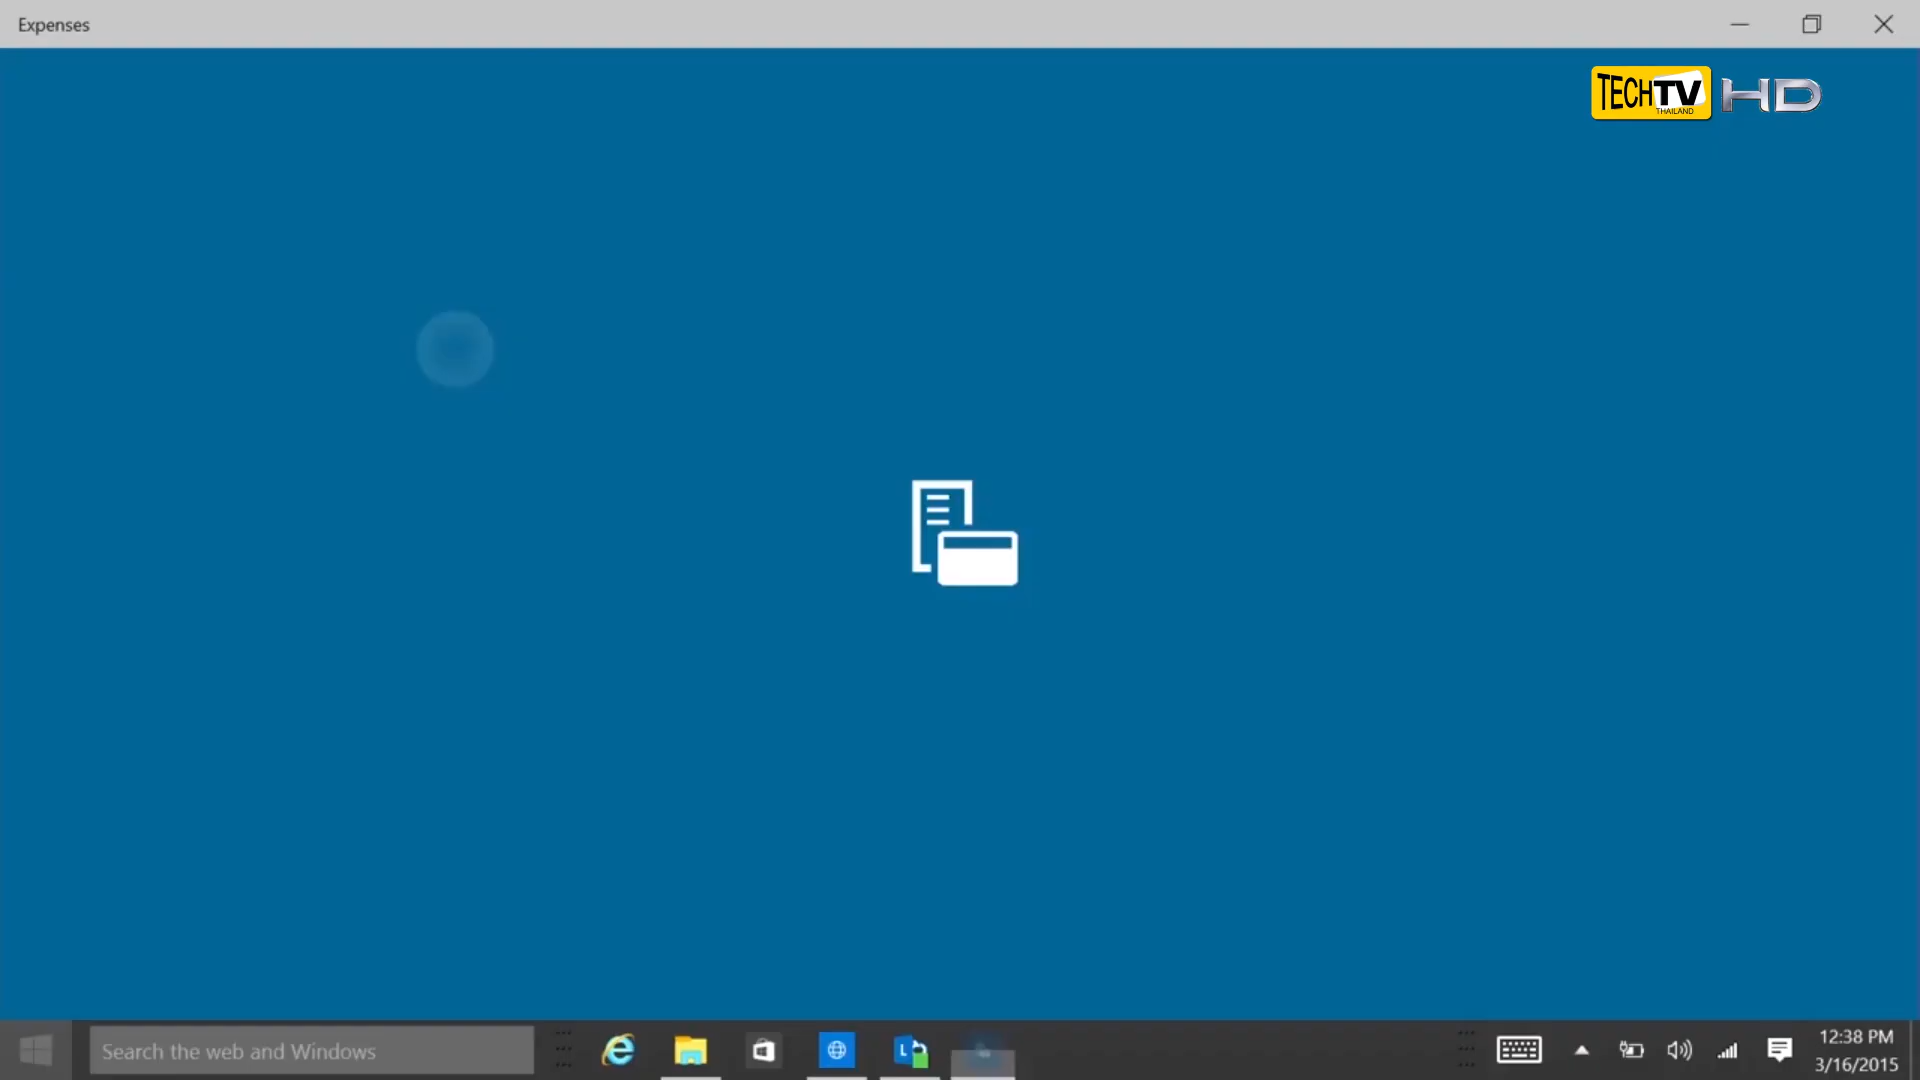 Expenses
TECHTV HD
THAILAND
Search the web and Windows
12:38 PM
3/16/2015